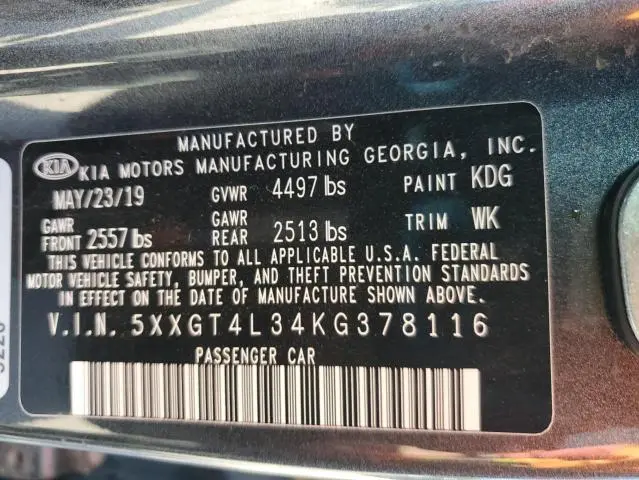 MANUFACTURED BY
KIA KIA MOTORS MANUFACTURING GEORGIA, INC.
MAY/23/19 GVWR 4497 lbs PAINT KDG
GAWR FRONT 2557 lbs GAWR REAR 2513 lbs TRIM WK
THIS VEHICLE CONFORMS TO ALL APPLICABLE U.S.A. FEDERAL
MOTOR VEHICLE SAFETY, BUMPER, AND THEFT PREVENTION STANDARDS
IN EFFECT ON THE DATE OF MANUFACTURE SHOWN ABOVE.
V.I.N. 5XXGT4L34KG378116
PASSENGER CAR